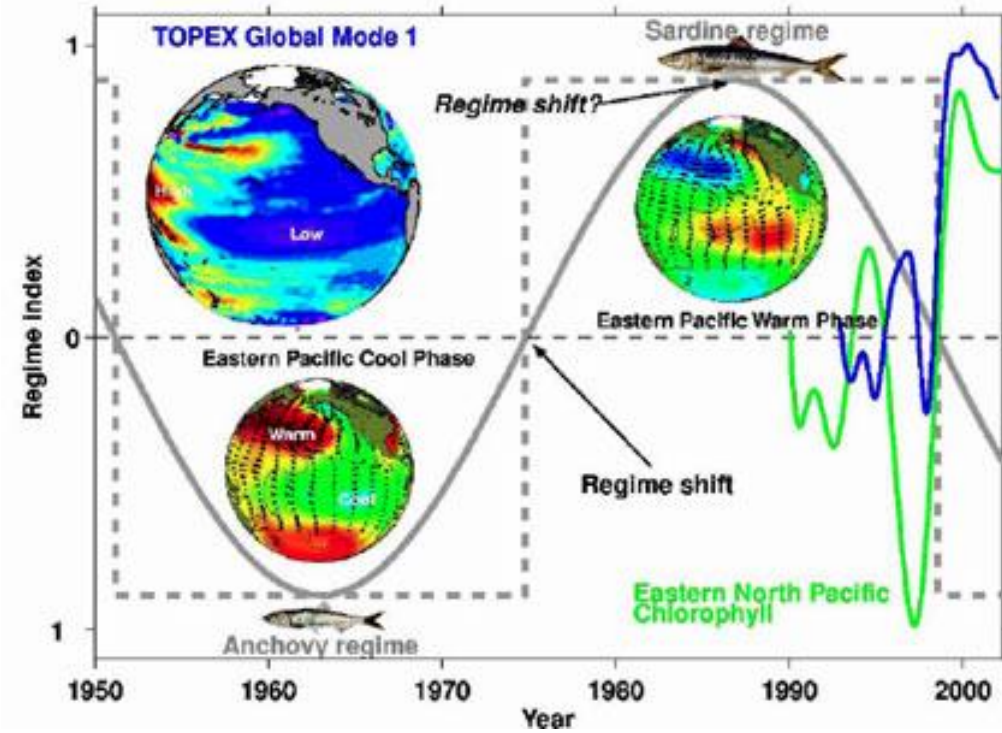 TOPEX Global Mode 1
Sardine regime
Regime shift?
High
Low
Eastern Pacific Warm Phase
Eastern Pacific Cool Phase
Warm
Cool
Regime shift
Eastern North Pacific
Chlorophyll
Anchovy regime
Regime index
1
0
1
1950
1960
1970
1980
1990
2000
Year